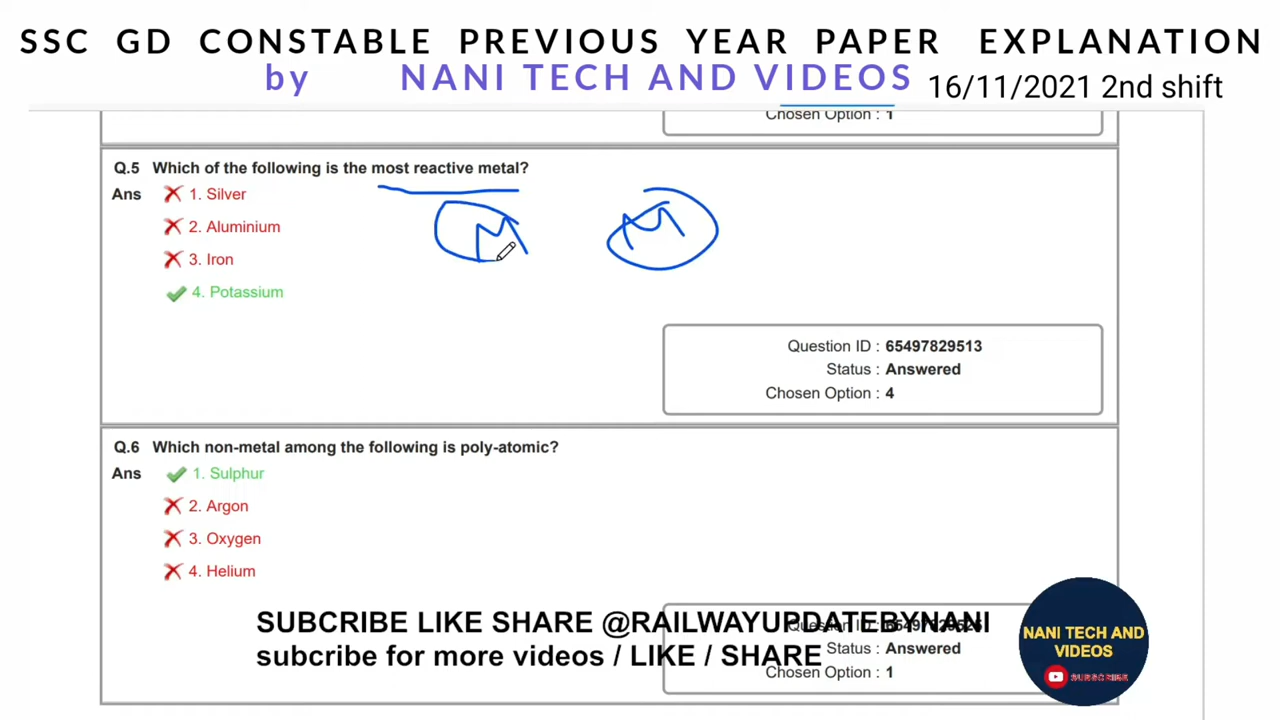 SSC GD CONSTABLE PREVIOUS YEAR PAPER EXPLANATION
by NANI TECH AND VIDEOS 16/11/2021 2nd shift
Chosen Option : 1
Q.5 Which of the following is the most reactive metal?
Ans 1. Silver
2. Aluminium
3. Iron
4. Potassium
M M
Question ID : 65497829513
Status : Answered
Chosen Option : 4
Q.6 Which non-metal among the following is poly-atomic?
Ans 1. Sulphur
2. Argon
3. Oxygen
4. Helium
SUBCRIBE LIKE SHARE @RAILWAYUPDATEBYNANI
subcribe for more videos / LIKE / SHARE
Question ID :
Status : Answered
Chosen Option : 1
NANI TECH AND
VIDEOS